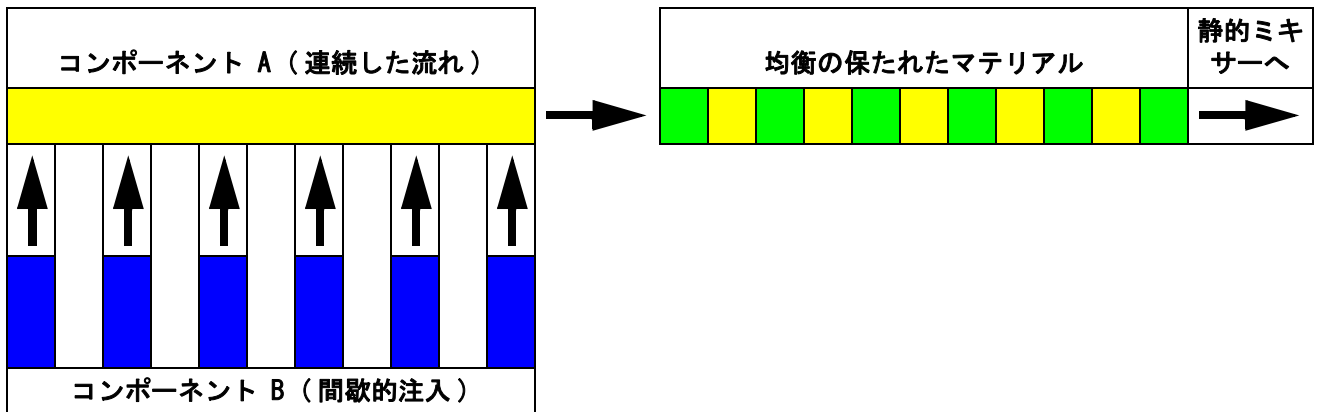 コンポーネント A ( 連続した流れ )
コンポーネント B ( 間歇的注入 )
均衡の保たれたマテリアル
静的ミキ
サーへ